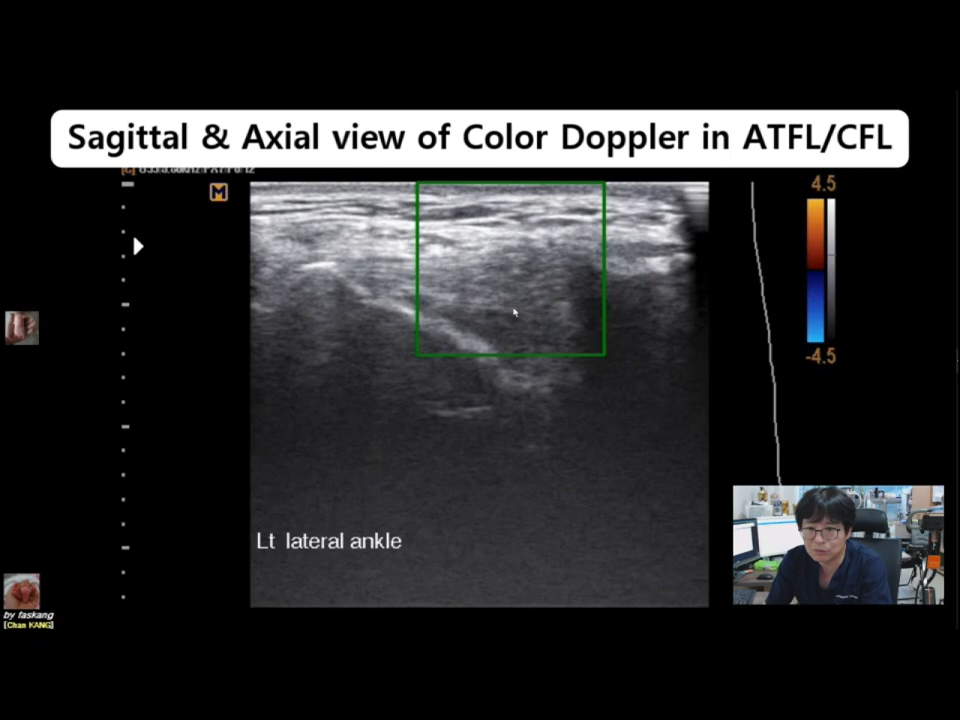 Sagittal & Axial view of Color Doppler in ATFL/CFL
M
4.5
-4.5
Lt lateral ankle
by faskang
[Chan KANG]